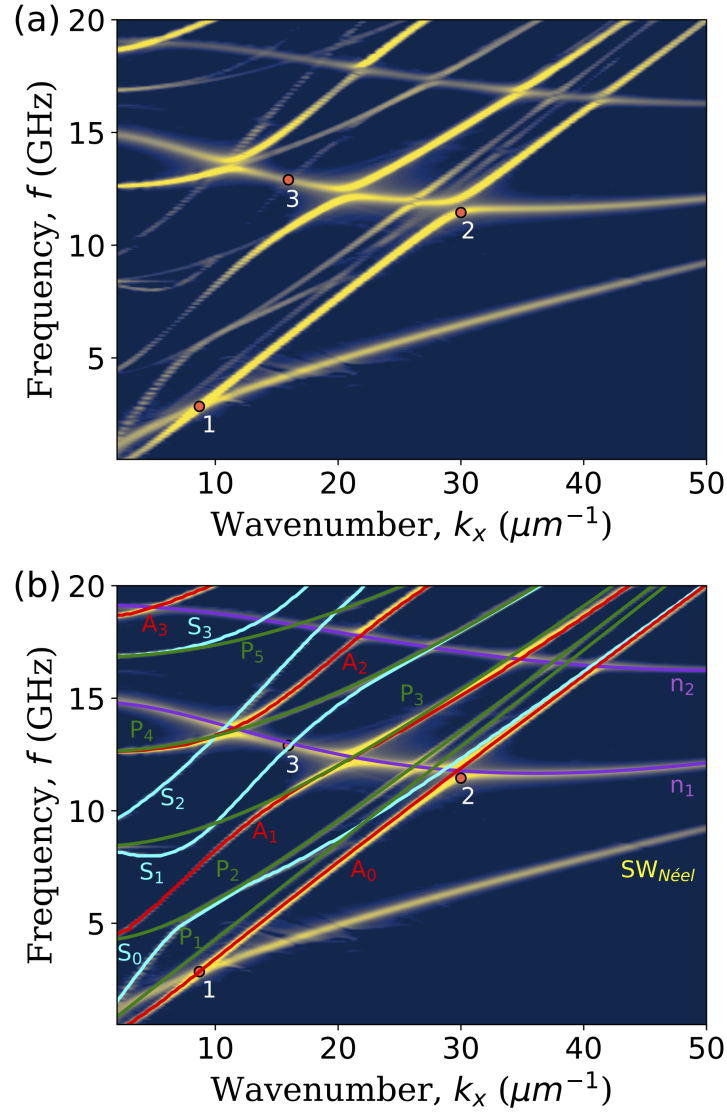 (a)
20
15
10
5
Frequency, f (GHz)
3
2
1
10 20 30 40 50
Wavenumber, kₓ (μm⁻¹)
(b)
20
15
10
5
Frequency, f (GHz)
A₃
S₃
P₅
A₂
P₃
n₂
P₄
3
2
n₁
S₂
A₁
S₁
P₂
A₀
SW_Néel
S₀
P₁
1
10 20 30 40 50
Wavenumber, kₓ (μm⁻¹)